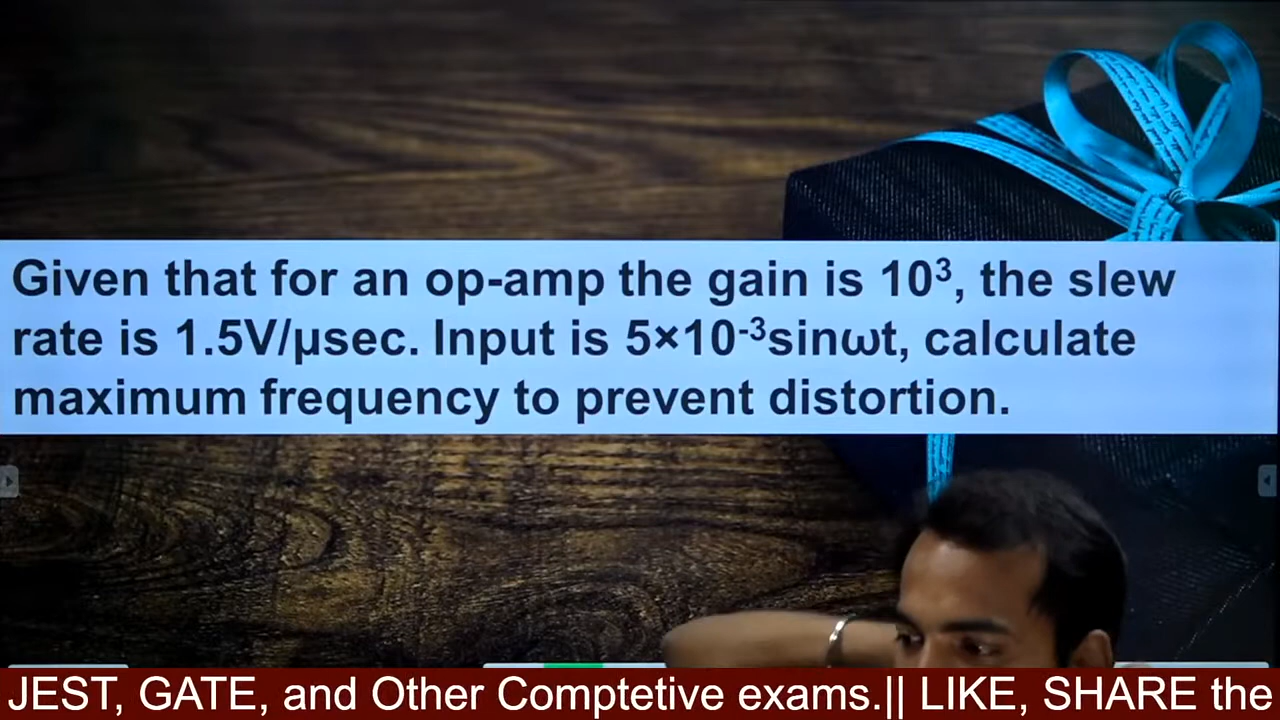 Given that for an op-amp the gain is 10³, the slew
rate is 1.5V/μsec. Input is 5×10⁻³sinωt, calculate
maximum frequency to prevent distortion.
JEST, GATE, and Other Comptetive exams.|| LIKE, SHARE the